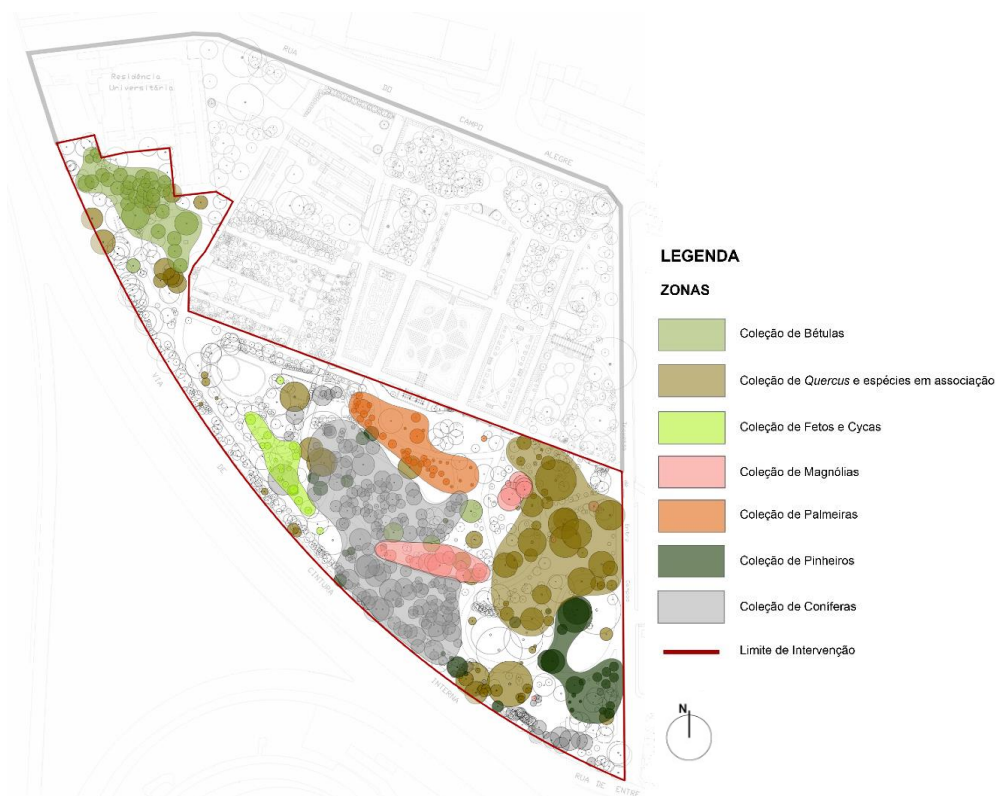 Residência
Universitária
RUA
DO
CAMPO
ALEGRE
VIA
DE
CINTURA
INTERNA
RUA DE ENTRE
LEGENDA
ZONAS
Coleção de Bétulas
Coleção de Quercus e espécies em associação
Coleção de Fetos e Cycas
Coleção de Magnólias
Coleção de Palmeiras
Coleção de Pinheiros
Coleção de Coníferas
Limite de Intervenção
N